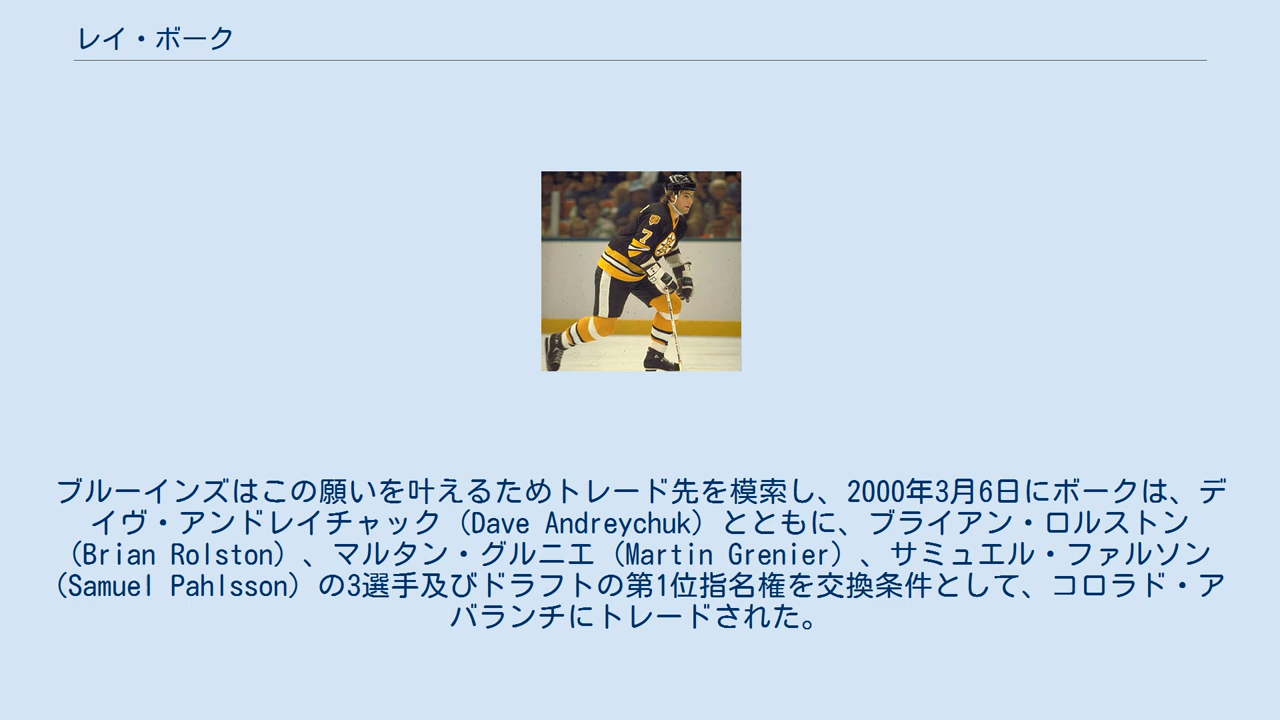 レイ・ボーク
7
ブルーインズはこの願いを叶えるためトレード先を模索し、2000年3月6日にボークは、デ
イヴ・アンドレイチャック（Dave Andreychuk）とともに、ブライアン・ロルストン
（Brian Rolston）、マルタン・グルニエ（Martin Grenier）、サミュエル・ファルソン
（Samuel Pahlsson）の3選手及びドラフトの第1位指名権を交換条件として、コロラド・ア
バランチにトレードされた。